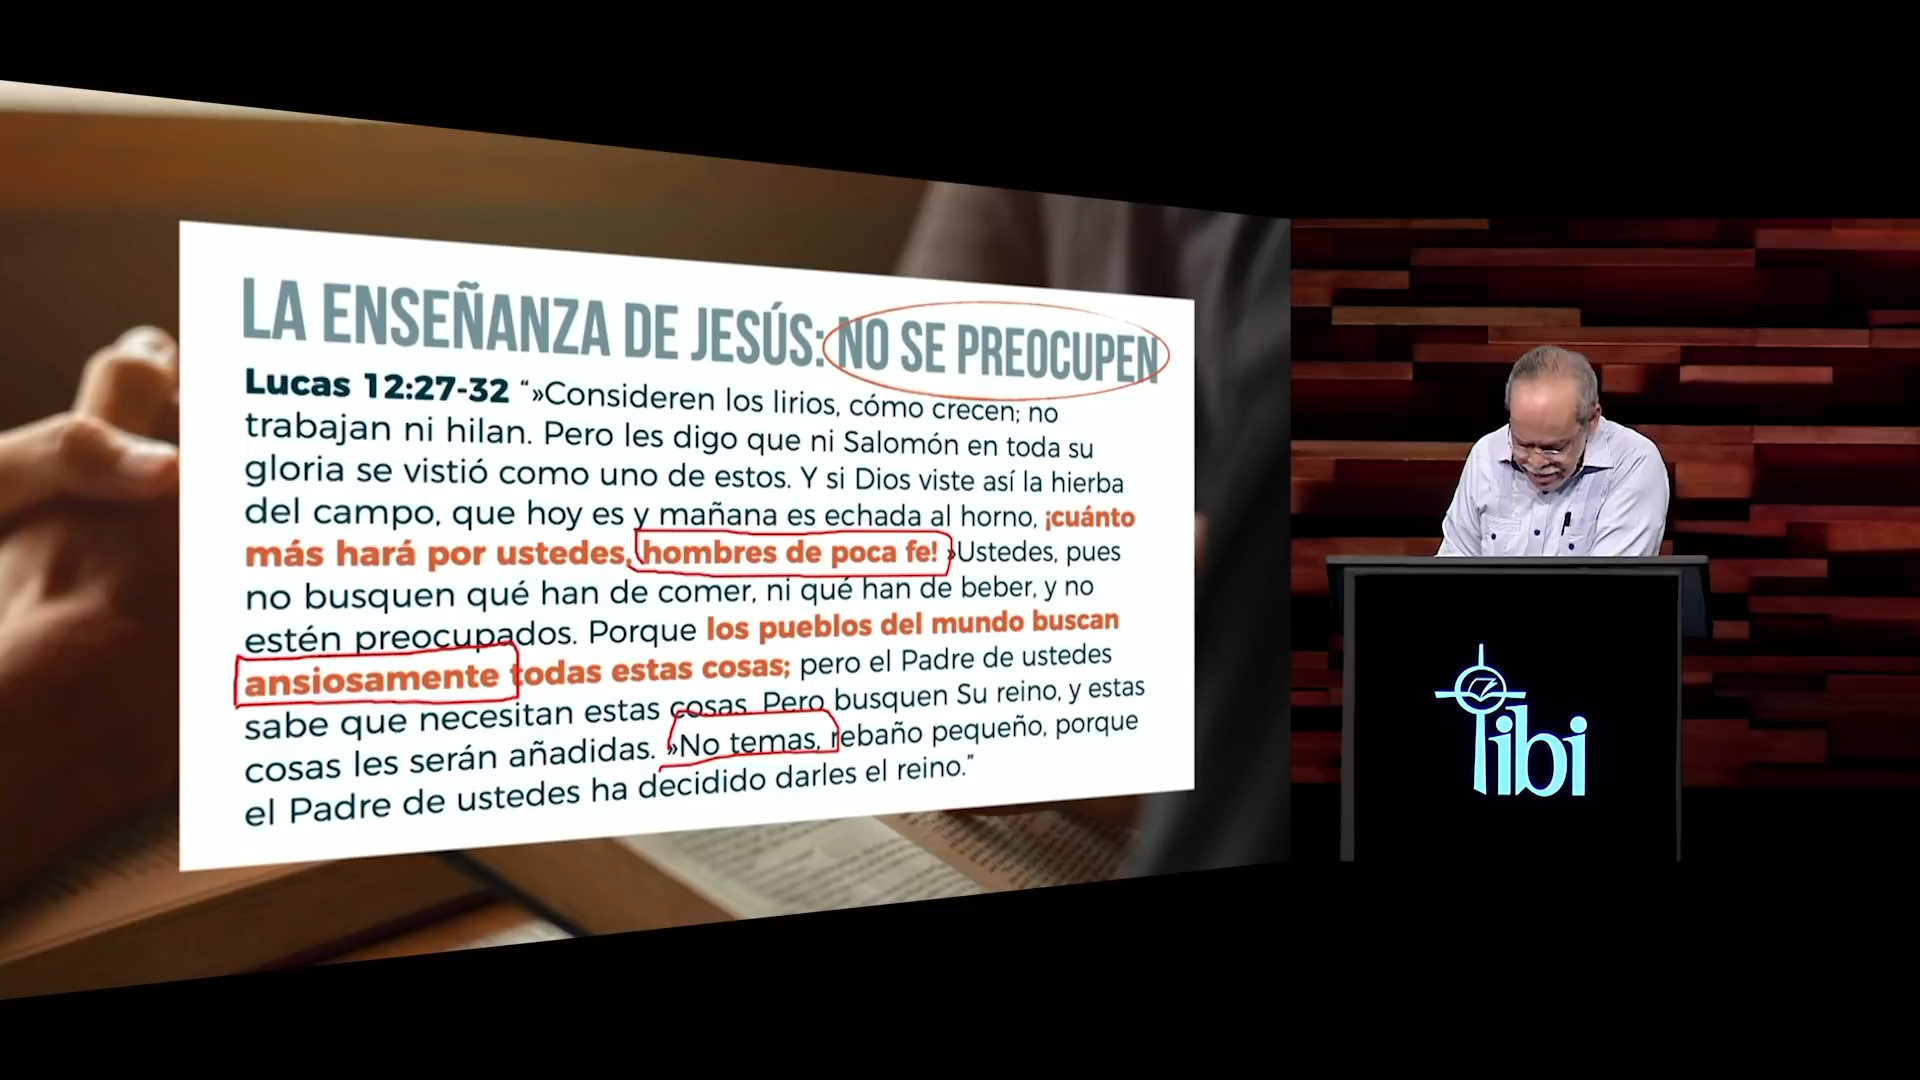 LA ENSEÑANZA DE JESÚS: NO SE PREOCUPEN
Lucas 12:27-32 “»Consideren los lirios, cómo crecen; no
trabajan ni hilan. Pero les digo que ni Salomón en toda su
gloria se vistió como uno de estos. Y si Dios viste así la hierba
del campo, que hoy es y mañana es echada al horno, ¡cuánto
más hará por ustedes, hombres de poca fe! »Ustedes, pues
no busquen qué han de comer, ni qué han de beber, y no
estén preocupados. Porque los pueblos del mundo buscan
ansiosamente todas estas cosas; pero el Padre de ustedes
sabe que necesitan estas cosas. Pero busquen Su reino, y estas
cosas les serán añadidas. »No temas, rebaño pequeño, porque
el Padre de ustedes ha decidido darles el reino.”
ibi